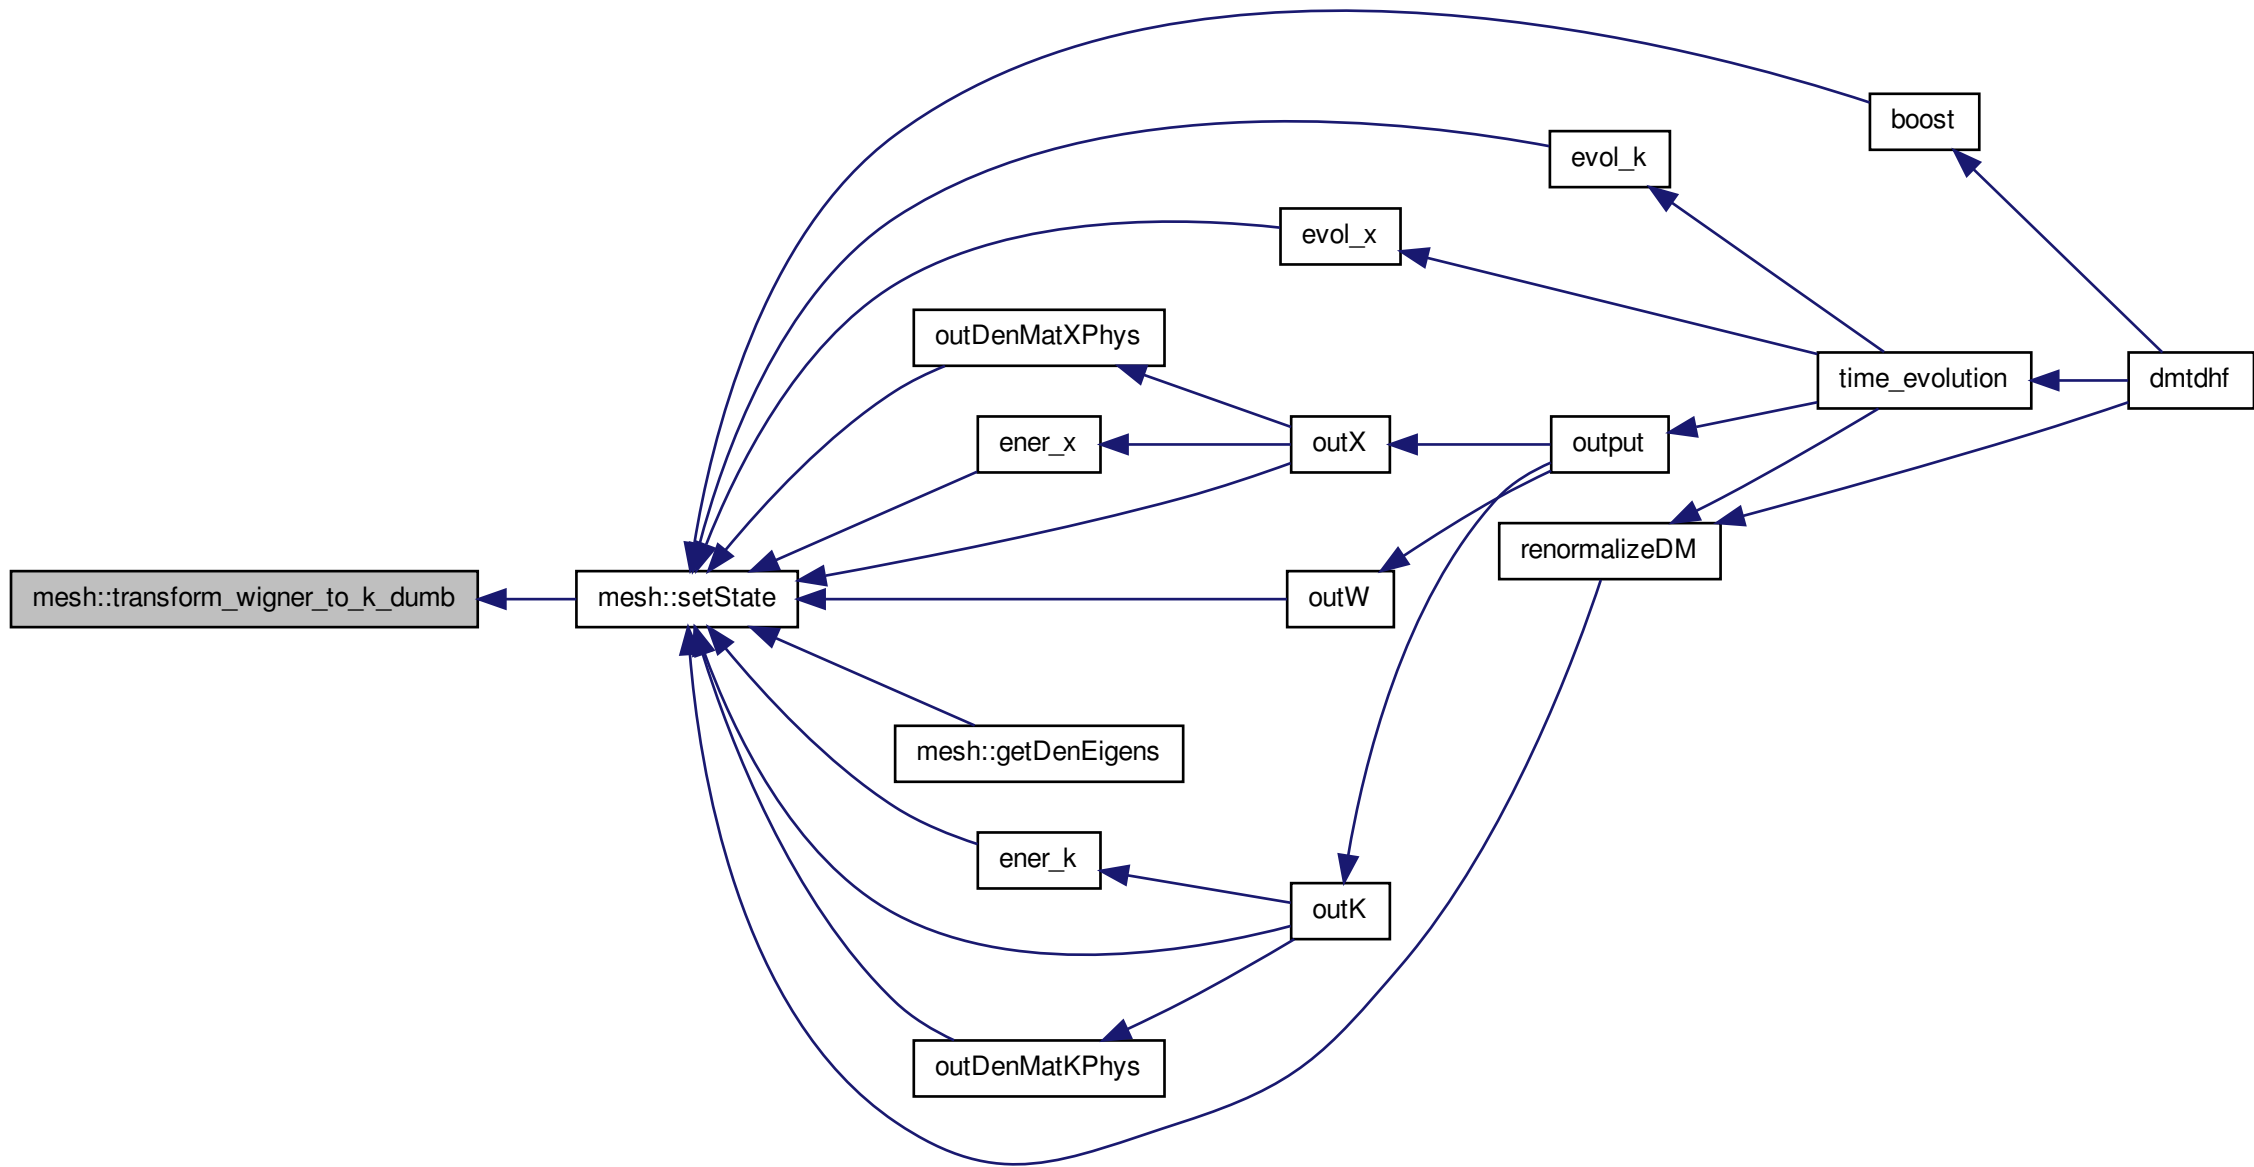 boost
evol_k
evol_x
outDenMatXPhys
time_evolution
dmtdhf
ener_x
outX
output
renormalizeDM
mesh::transform_wigner_to_k_dumb
mesh::setState
outW
mesh::getDenEigens
ener_k
outK
outDenMatKPhys